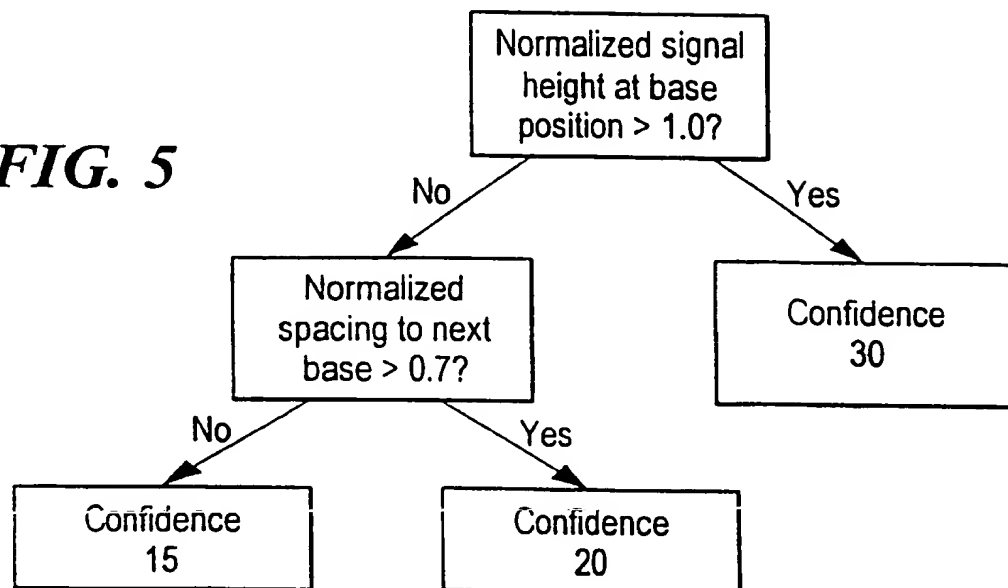 Normalized signal
height at base
position > 1.0?
FIG. 5
No
Yes
Normalized
spacing to next
base > 0.7?
Confidence
30
No
Yes
Confidence
15
Confidence
20